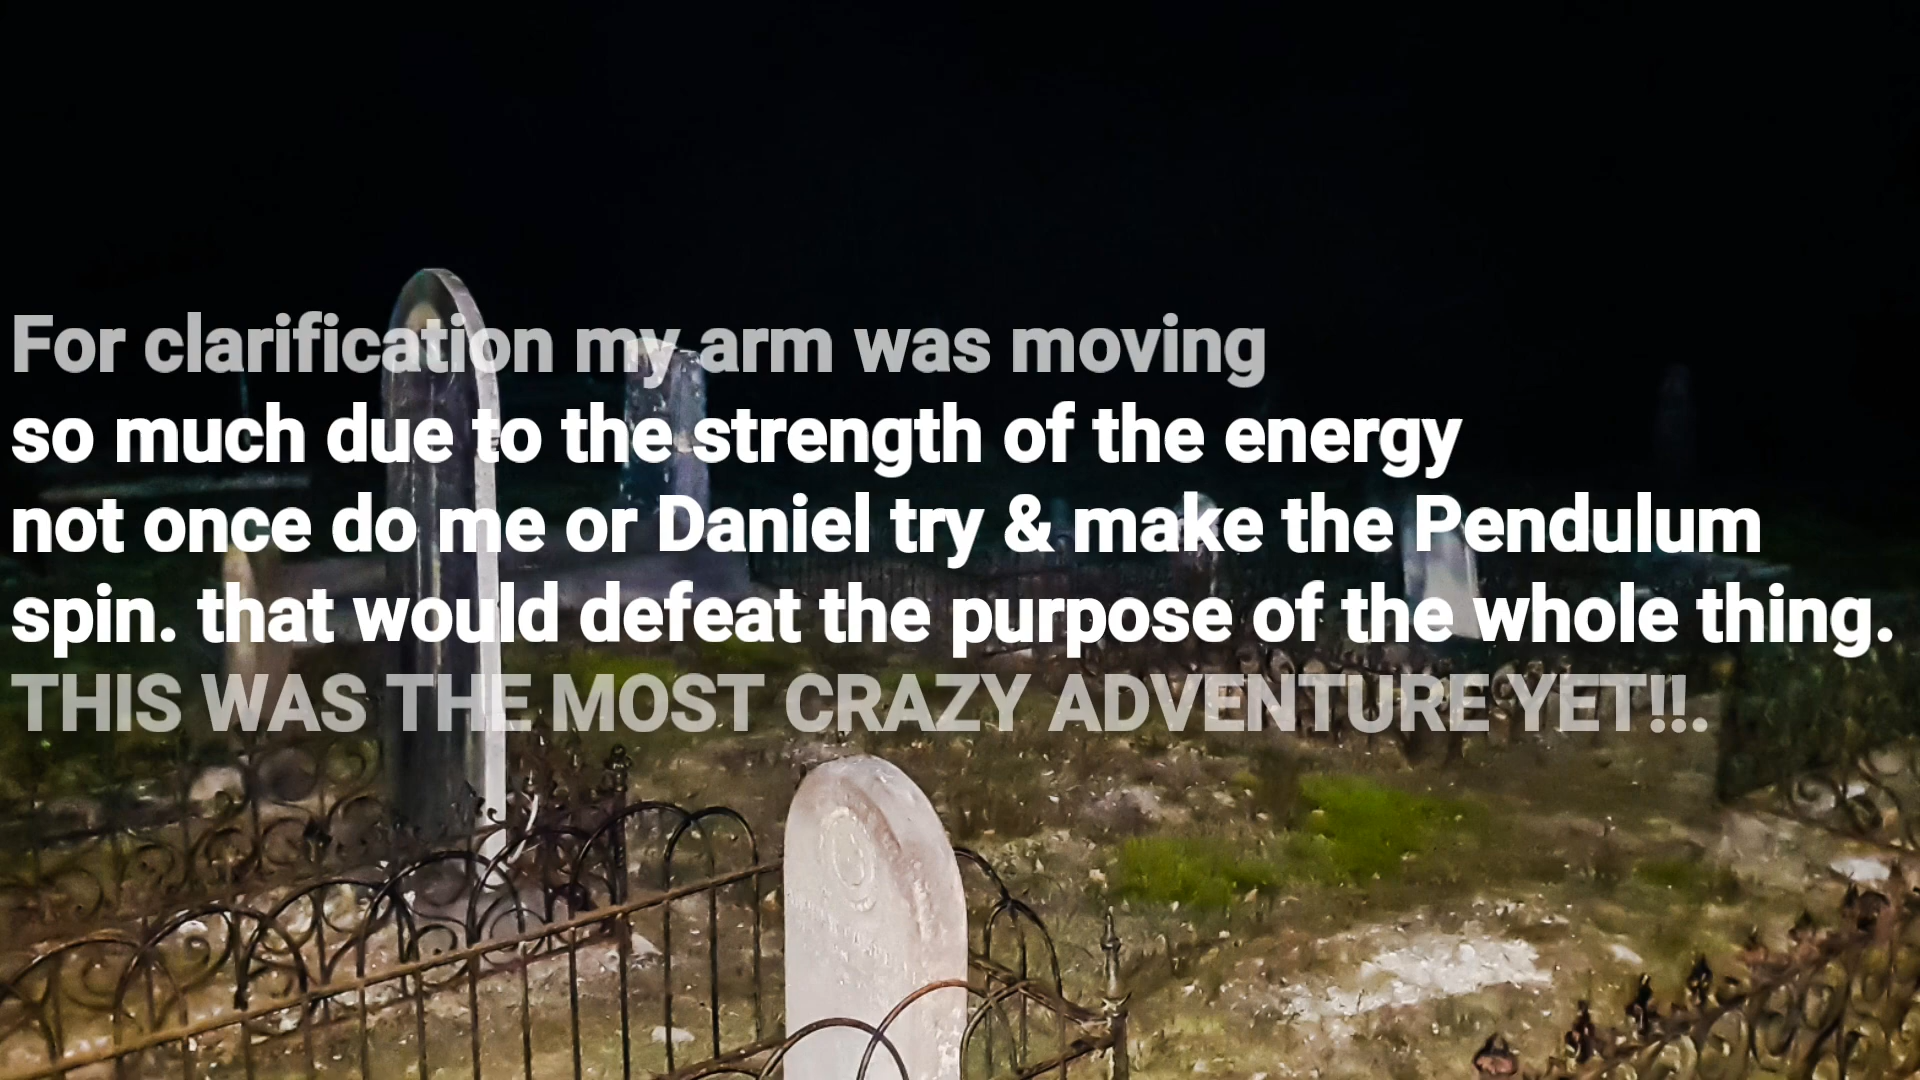 For clarification my arm was moving
so much due to the strength of the energy
not once do me or Daniel try & make the Pendulum
spin. that would defeat the purpose of the whole thing.
THIS WAS THE MOST CRAZY ADVENTURE YET!!.